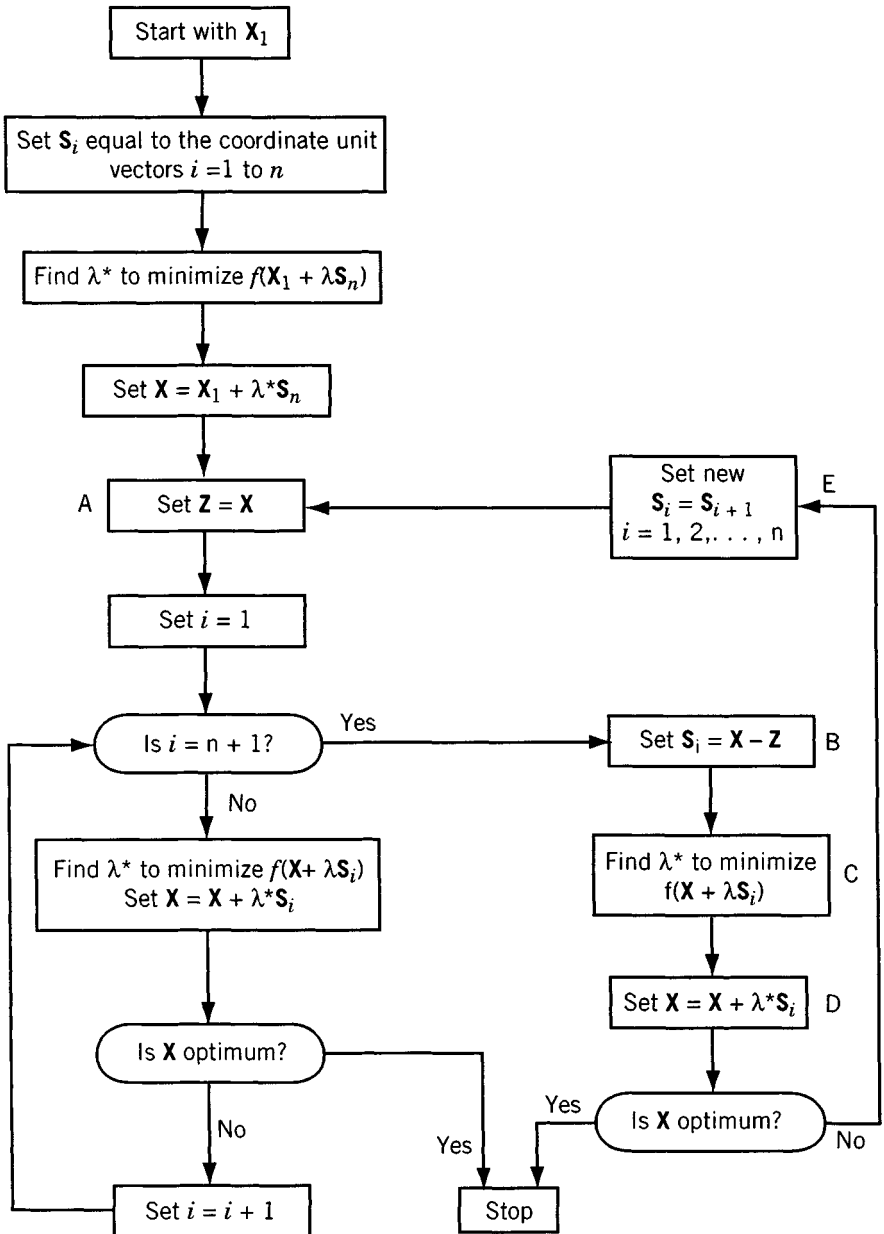 Start with X₁
Set Sᵢ equal to the coordinate unit
vectors i =1 to n
Find λ* to minimize f(X₁ + λSₙ)
Set X = X₁ + λ*Sₙ
A
Set Z = X
Set new
Sᵢ = Sᵢ ₊ ₁
i = 1, 2,. . . , n
E
Set i = 1
Is i = n + 1?
Yes
Set Sᵢ = X – Z
B
No
Find λ* to minimize f(X+ λSᵢ)
Set X = X + λ*Sᵢ
Find λ* to minimize
f(X + λSᵢ)
C
Set X = X + λ*Sᵢ
D
Is X optimum?
Yes
No
Is X optimum?
Yes
No
Set i = i + 1
Stop